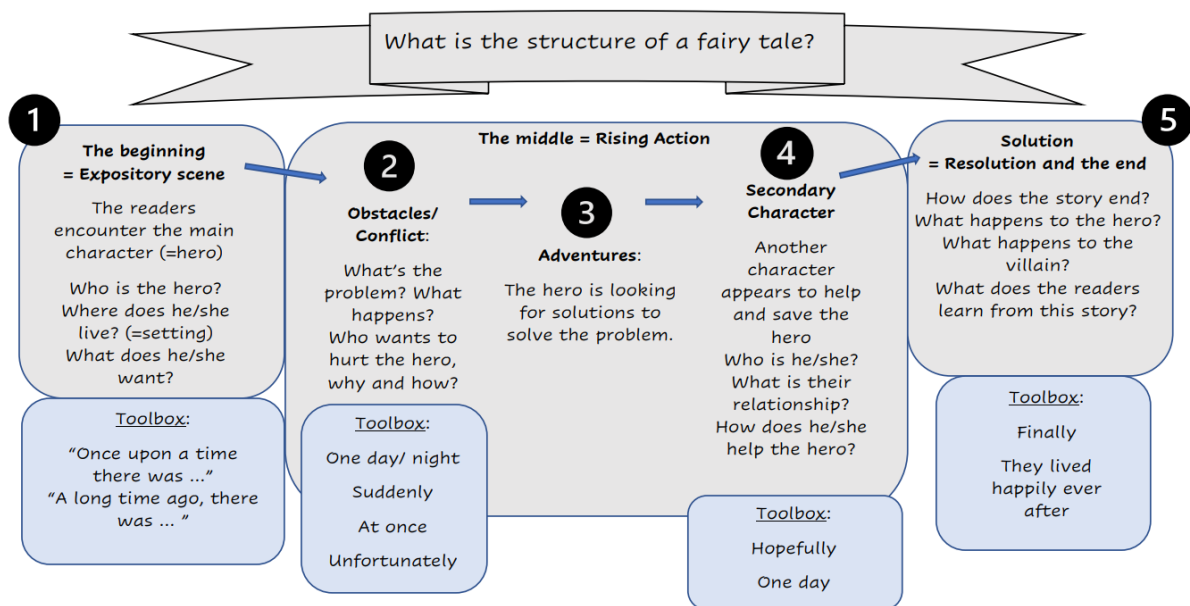 What is the structure of a fairy tale?
1
The beginning
= Expository scene
The readers
encounter the main
character (=hero)
Who is the hero?
Where does he/she
live? (=setting)
What does he/she
want?
Toolbox:
“Once upon a time
there was ...”
“A long time ago, there
was ... ”
The middle = Rising Action
2
Obstacles/
Conflict:
What’s the
problem? What
happens?
Who wants to
hurt the hero,
why and how?
Toolbox:
One day/ night
Suddenly
At once
Unfortunately
3
Adventures:
The hero is looking
for solutions to
solve the problem.
4
Secondary
Character
Another
character
appears to help
and save the
hero
Who is he/she?
What is their
relationship?
How does he/she
help the hero?
Toolbox:
Hopefully
One day
5
Solution
= Resolution and the end
How does the story end?
What happens to the hero?
What happens to the
villain?
What does the readers
learn from this story?
Toolbox:
Finally
They lived
happily ever
after